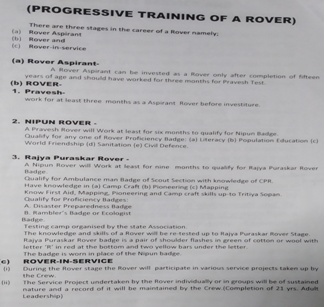 (PROGRESSIVE TRAINING OF A ROVER)
There are three stages in the career of a Rover namely;
(a) Rover Aspirant
(b) Rover and
(c) Rover-in-service
(a) Rover Aspirant-
A Rover Aspirant can be invested as a Rover only after completion of fifteen
years of age and should have worked for three months for Pravesh Test.
(b) ROVER-
1. Pravesh-
work for at least three months as a Aspirant Rover before investiture.
2. NIPUN ROVER -
A Pravesh Rover will Work at least for six months to qualify for Nipun Badge.
Qualify for any one of Rover Proficiency Badge: (a) Literacy (b) Population Education (c)
World Friendship (d) Sanitation (e) Civil Defence.
3. Rajya Puraskar Rover -
A Nipun Rover will Work at least for nine months to qualify for Rajya Puraskar Rover
Badge.
Qualify for Ambulance man Badge of Scout Section with knowledge of CPR.
Have knowledge in (a) Camp Craft (b) Pioneering (c) Mapping
Know First Aid, Mapping, Pioneering and Camp craft skills up-to Tritiya Sopan.
Qualify for Proficiency Badges:
A. Disaster Preparedness Badge
B. Rambler's Badge or Ecologist
Badge.
Testing camp organised by the state Association.
The knowledge and skills of a Rover will be re-tested up to Rajya Puraskar Rover Stage.
Rajya Puraskar Rover badge is a pair of shoulder flashes in green of cotton or wool with
letter 'R' in red at the bottom and two yellow bars under the letter.
The badge is worn in place of the Nipun badge.
c) ROVER-IN-SERVICE
(i) During the Rover stage the Rover will participate in various service projects taken up by
the Crew.
(ii) The Service Project undertaken by the Rover individually or in groups will be of sustained
nature and a record of it will be maintained by the Crew.(Completion of 21 yrs. Adult
Leadership)